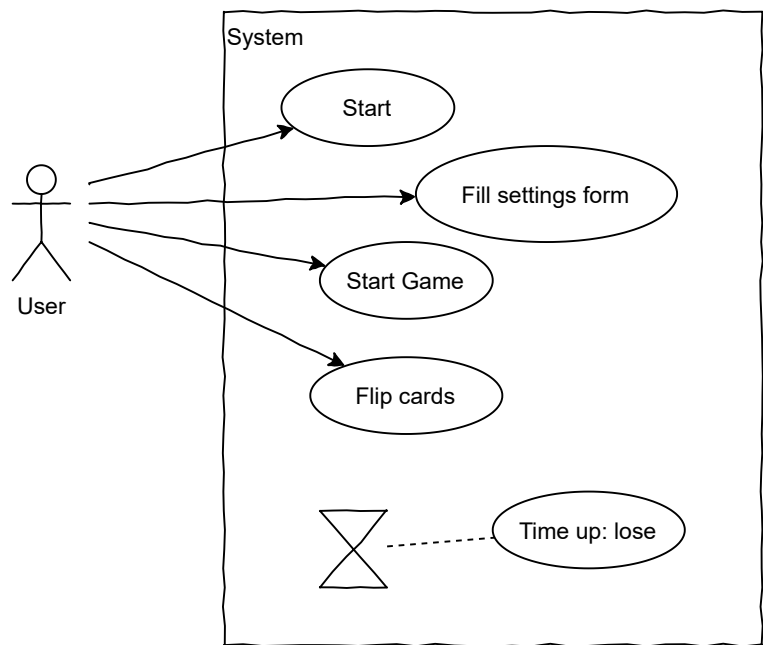 System
Start
Fill settings form
Start Game
User
Flip cards
Time up: lose